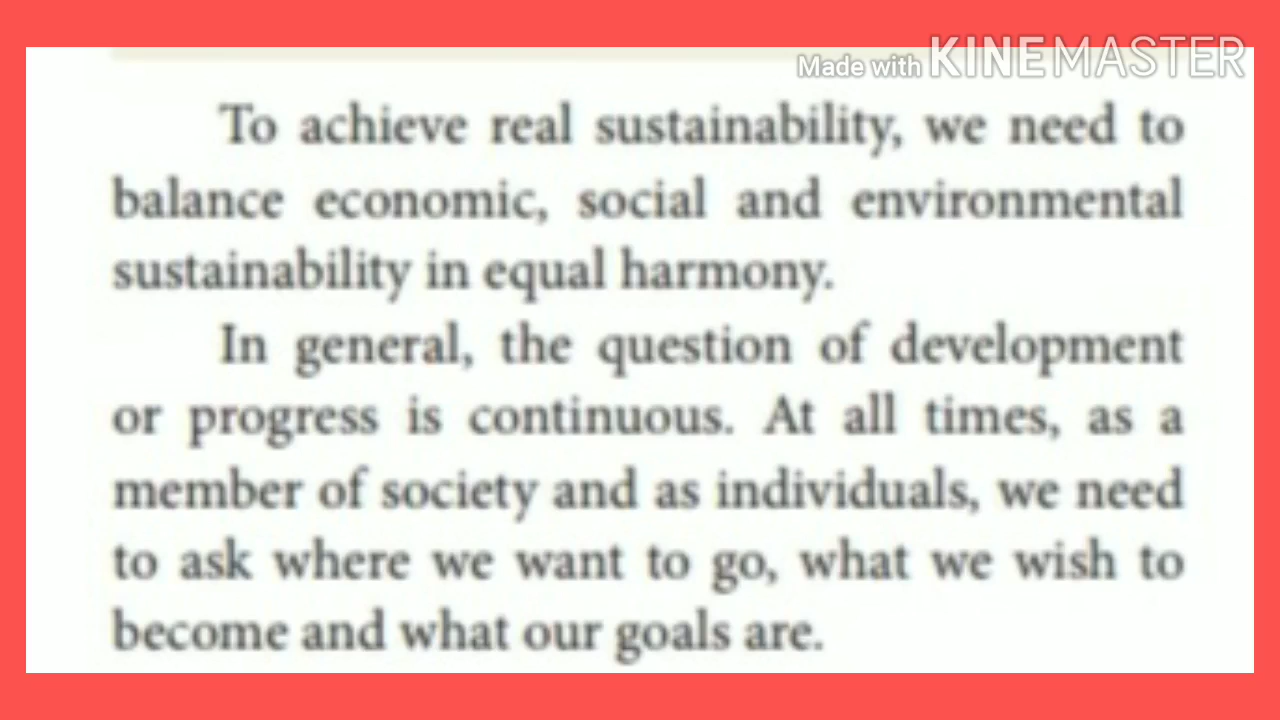 Made with KINEMASTER
To achieve real sustainability, we need to
balance economic, social and environmental
sustainability in equal harmony.
In general, the question of development
or progress is continuous. At all times, as a
member of society and as individuals, we need
to ask where we want to go, what we wish to
become and what our goals are.